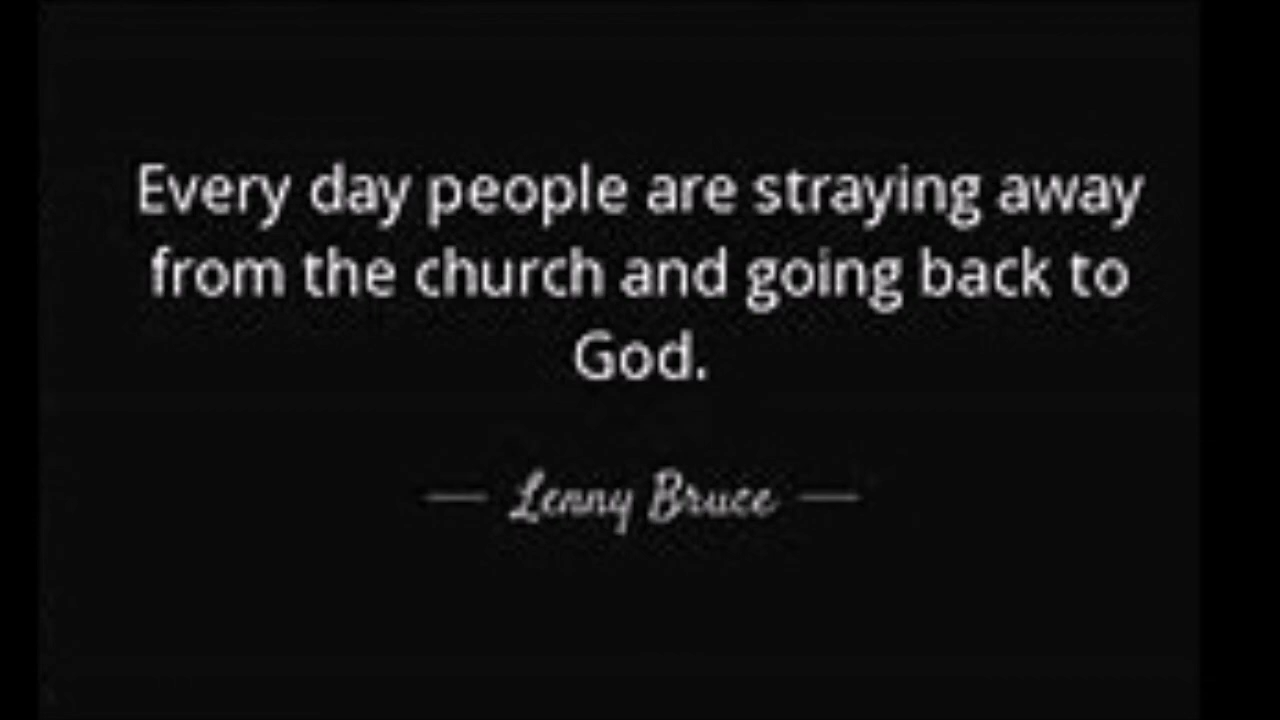 Every day people are straying away
from the church and going back to
God.
— Lenny Bruce —